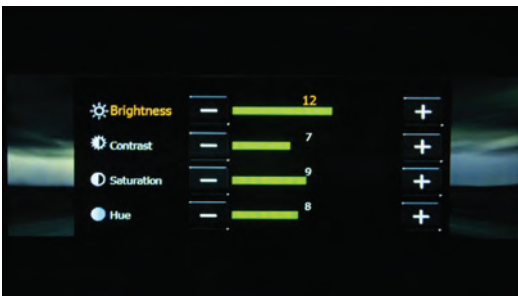 Brightness − 12 +
Contrast − 7 +
Saturation − 9 +
Hue − 8 +